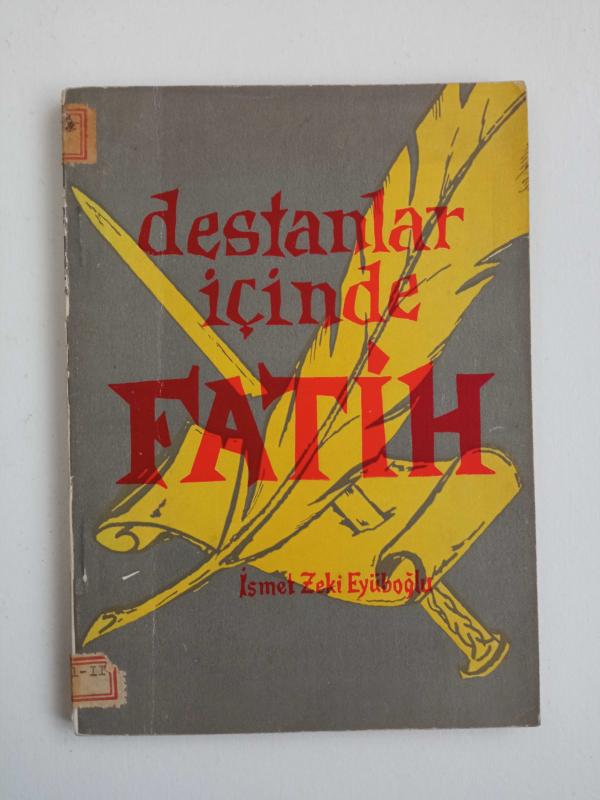 destanlar
içinde
FATİH
İsmet Zeki Eyüboğlu